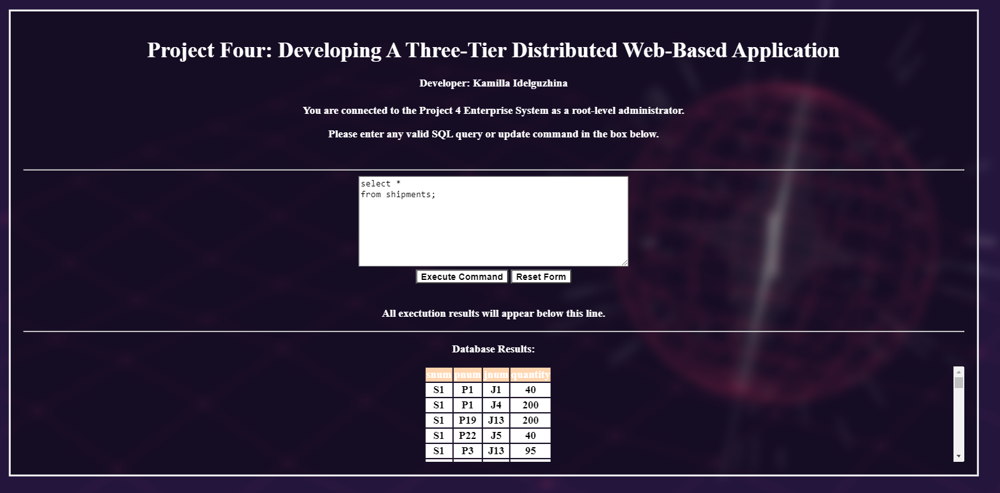 Project Four: Developing A Three-Tier Distributed Web-Based Application
Developer: Kamilla Idelguzhina
You are connected to the Project 4 Enterprise System as a root-level administrator.
Please enter any valid SQL query or update command in the box below.
select *
from shipments;
Execute Command Reset Form
All exectution results will appear below this line.
Database Results:
snum pnum jnum quantity
S1 P1 J1 40
S1 P1 J4 200
S1 P19 J13 200
S1 P22 J5 40
S1 P3 J13 95